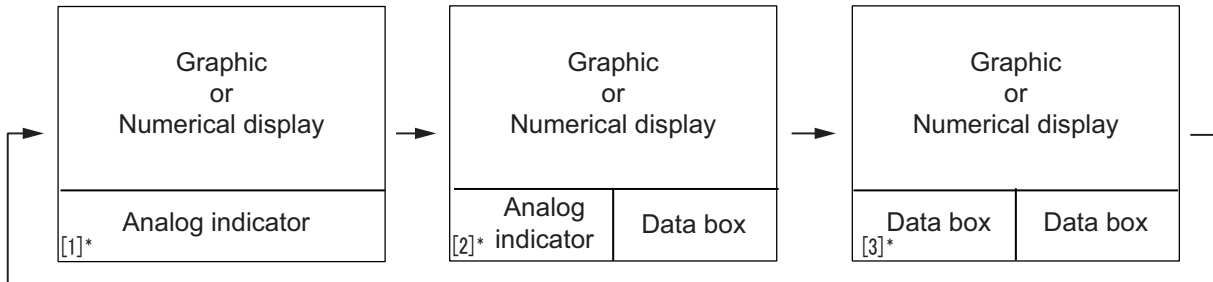 Graphic
or
Numerical display
Analog indicator
[1]*
Graphic
or
Numerical display
Analog
indicator
[2]*
Data box
Graphic
or
Numerical display
Data box
[3]*
Data box